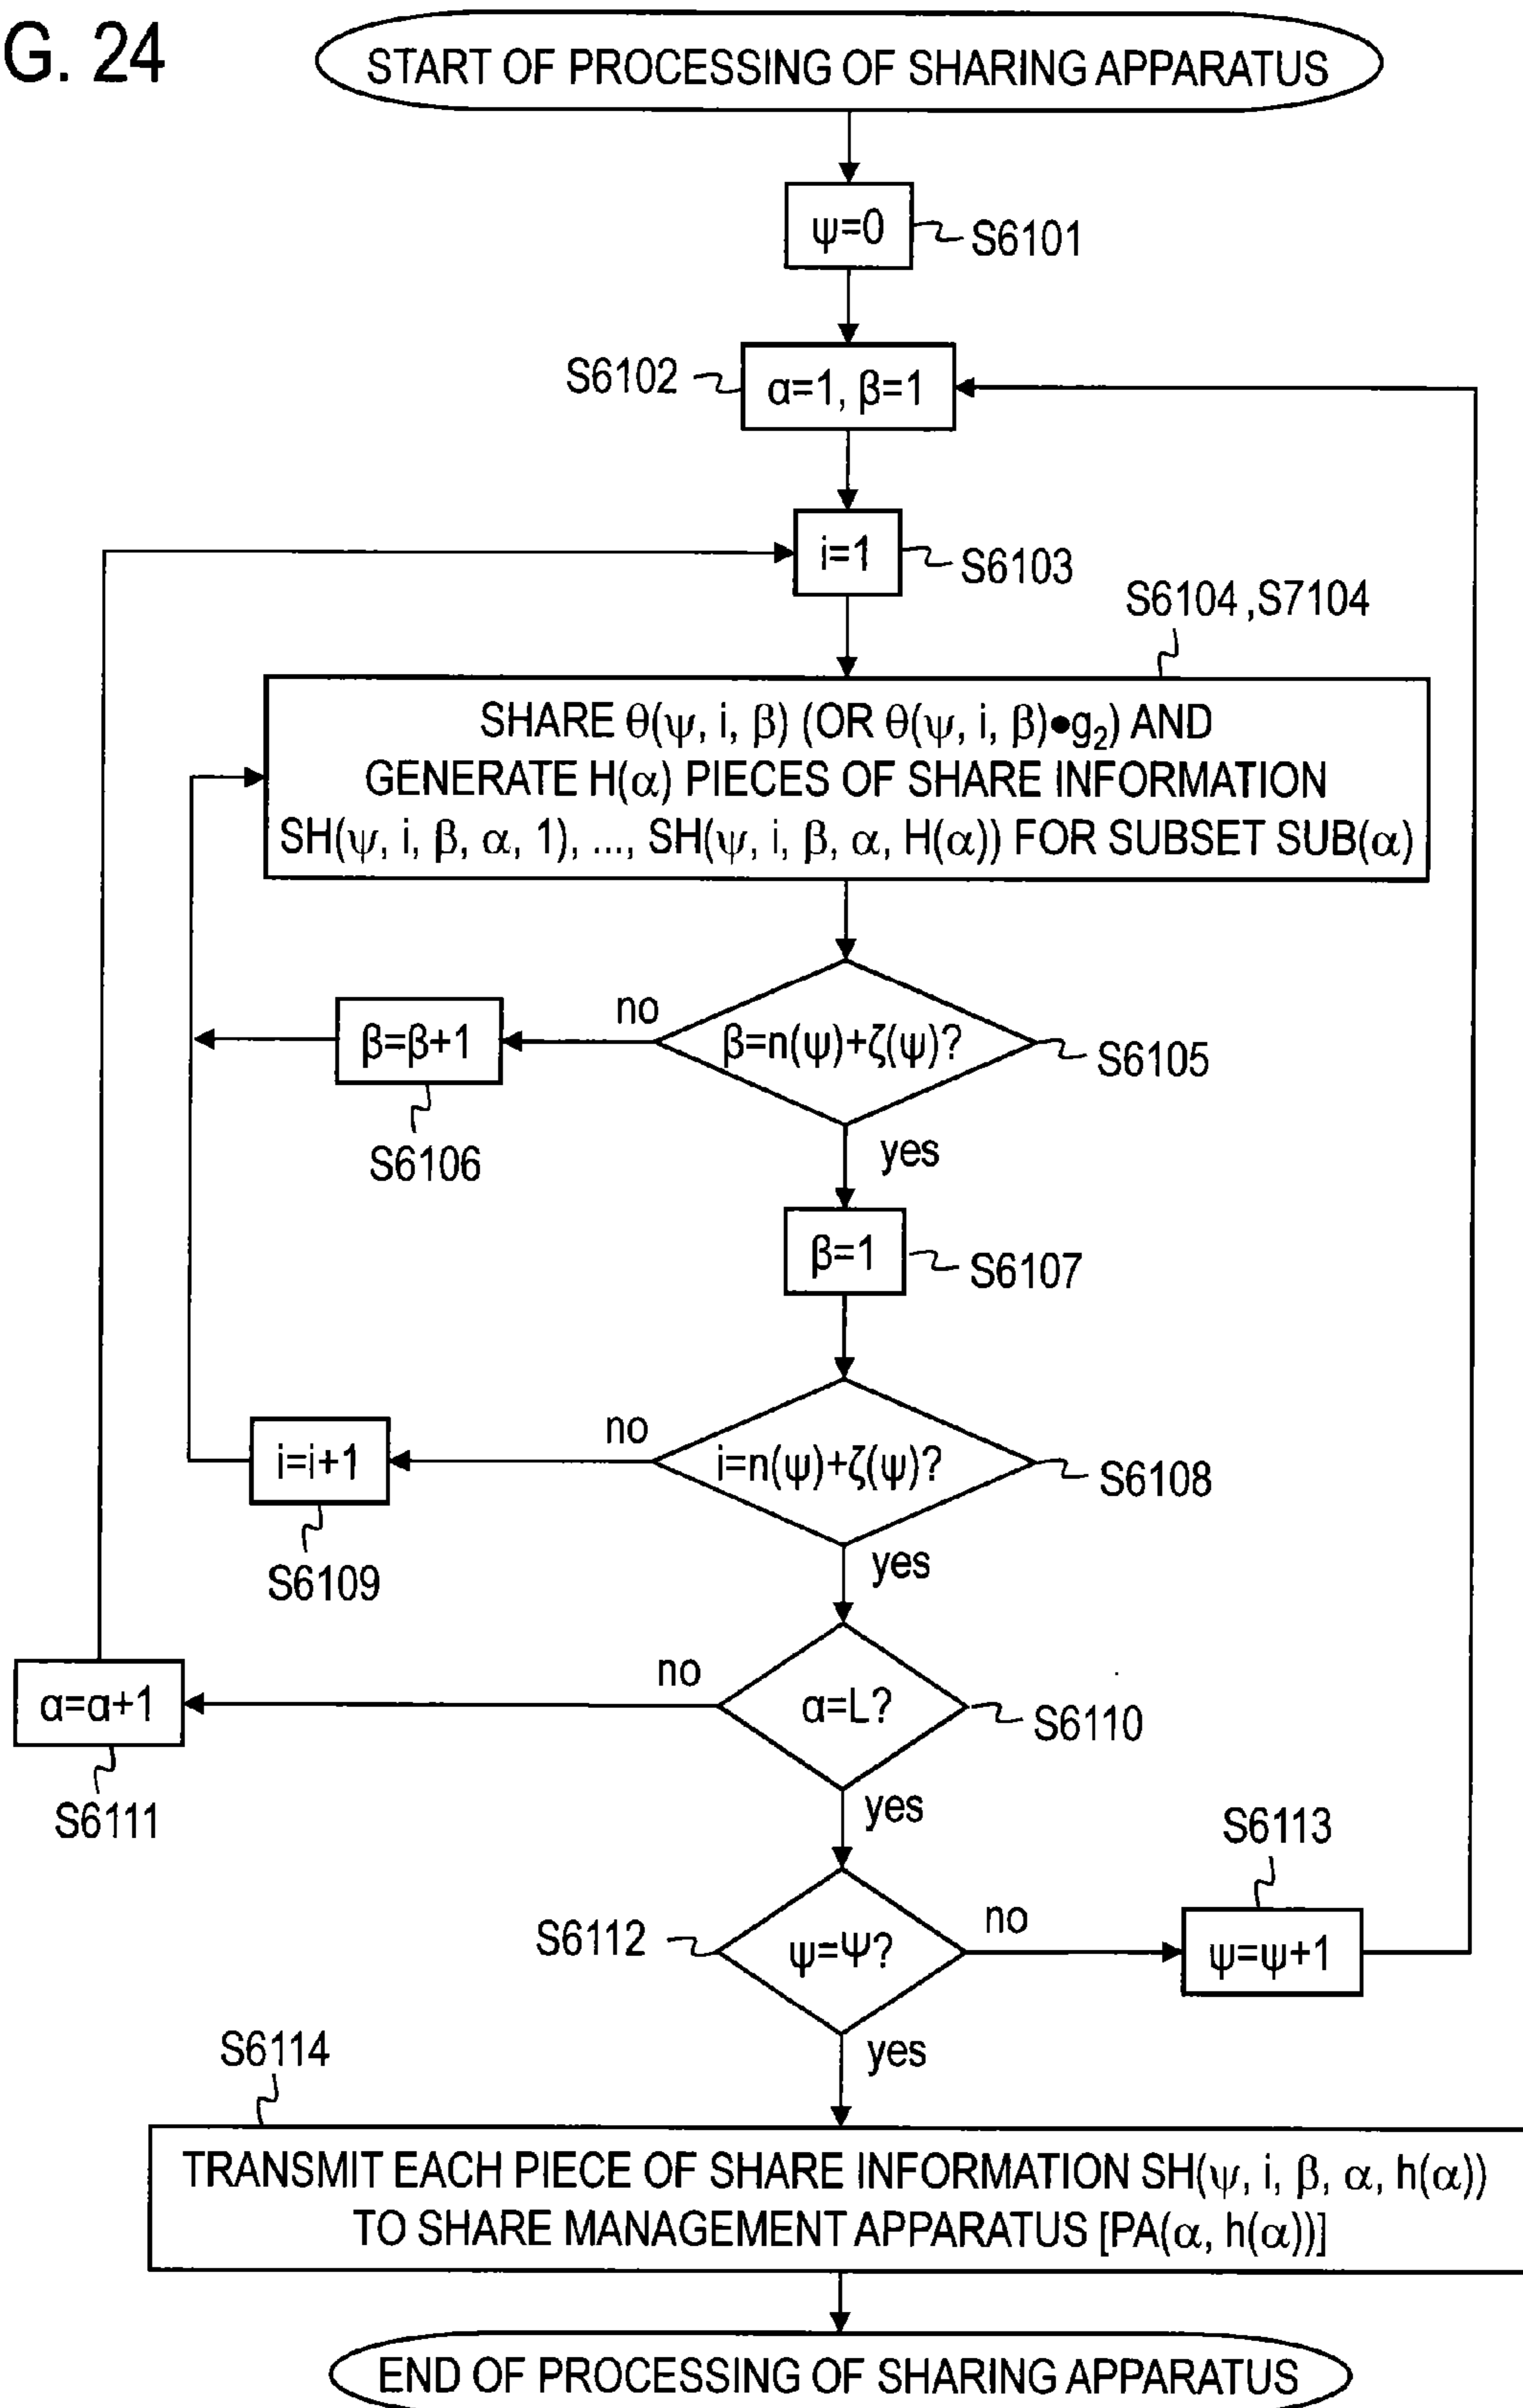 G. 24
START OF PROCESSING OF SHARING APPARATUS
ψ=0
S6101
S6102
α=1, β=1
i=1
S6103
S6104 ,S7104
SHARE θ(ψ, i, β) (OR θ(ψ, i, β)●g₂) AND
GENERATE H(α) PIECES OF SHARE INFORMATION
SH(ψ, i, β, α, 1), ..., SH(ψ, i, β, α, H(α)) FOR SUBSET SUB(α)
no
β=β+1
β=n(ψ)+ζ(ψ)?
S6105
S6106
yes
β=1
S6107
no
i=i+1
i=n(ψ)+ζ(ψ)?
S6108
S6109
yes
no
α=α+1
α=L?
S6110
S6111
yes
S6113
S6112
no
ψ=Ψ?
ψ=ψ+1
S6114
yes
TRANSMIT EACH PIECE OF SHARE INFORMATION SH(ψ, i, β, α, h(α))
TO SHARE MANAGEMENT APPARATUS [PA(α, h(α))]
END OF PROCESSING OF SHARING APPARATUS